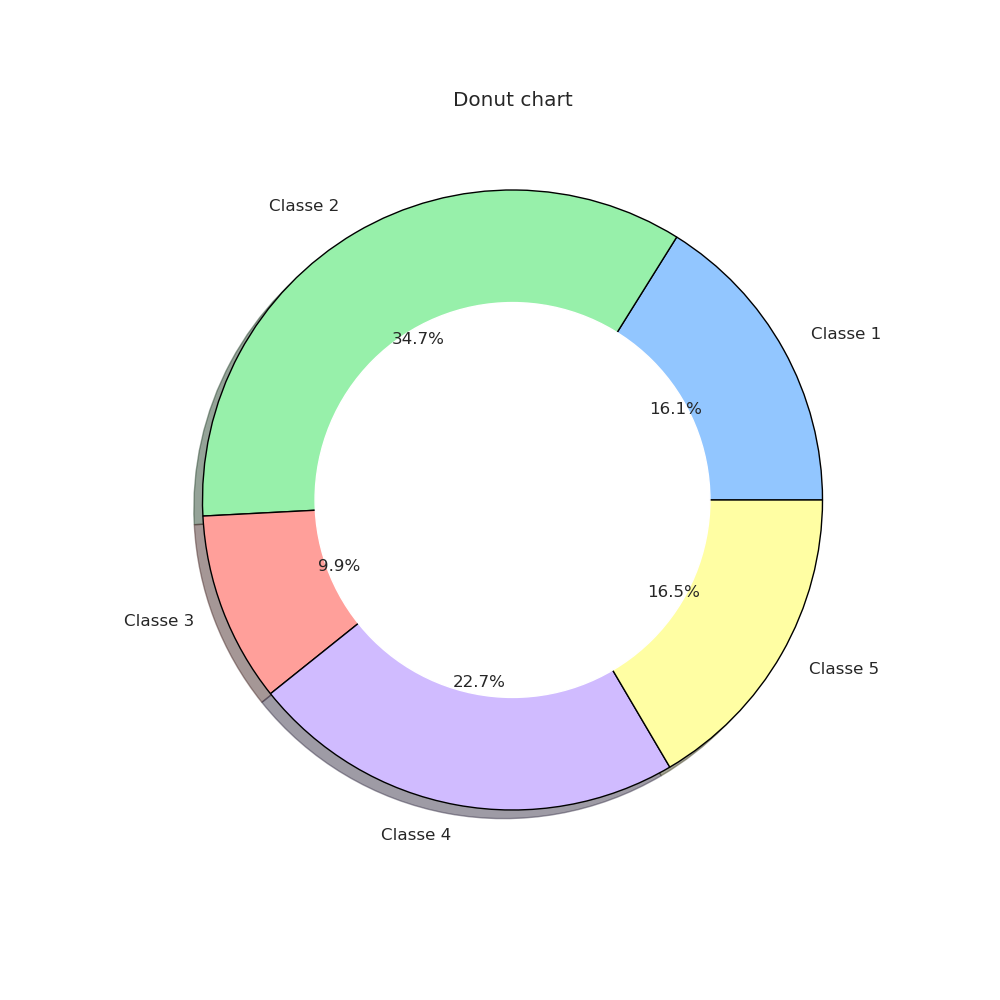 Donut chart
Classe 2
Classe 1
34.7%
16.1%
9.9%
16.5%
Classe 3
Classe 5
22.7%
Classe 4